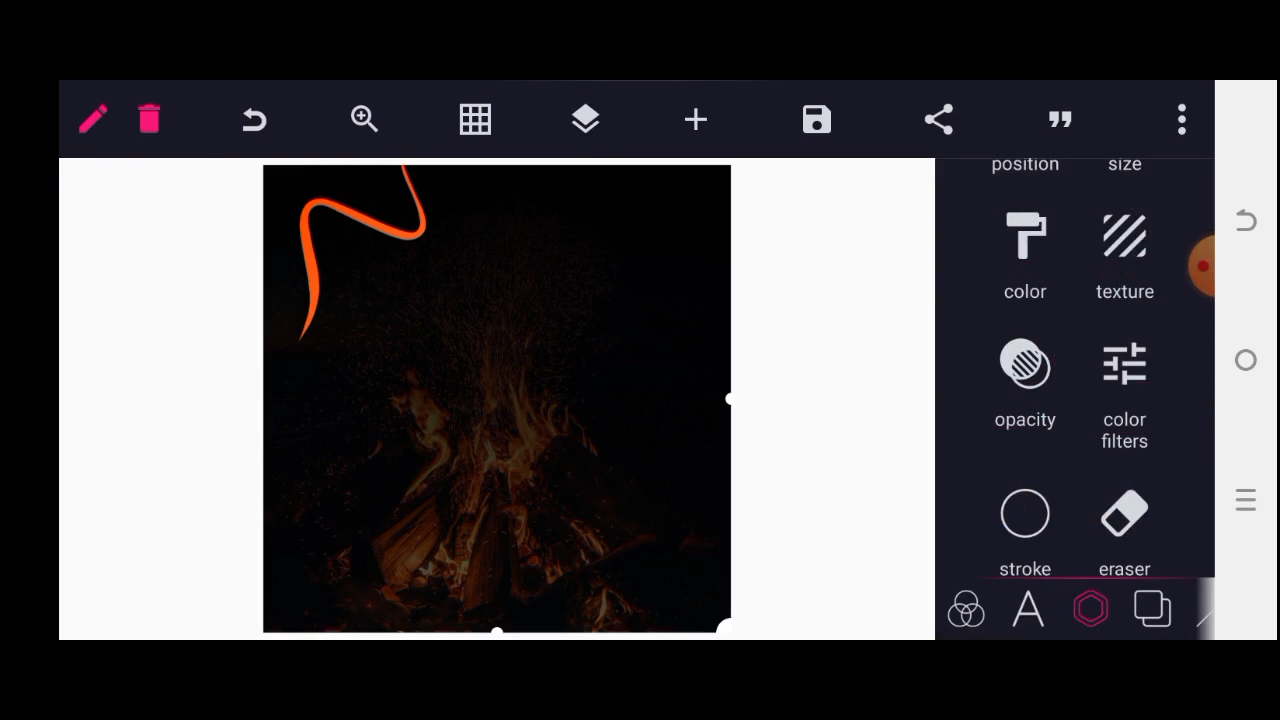 position size
color texture
opacity color
filters
stroke eraser